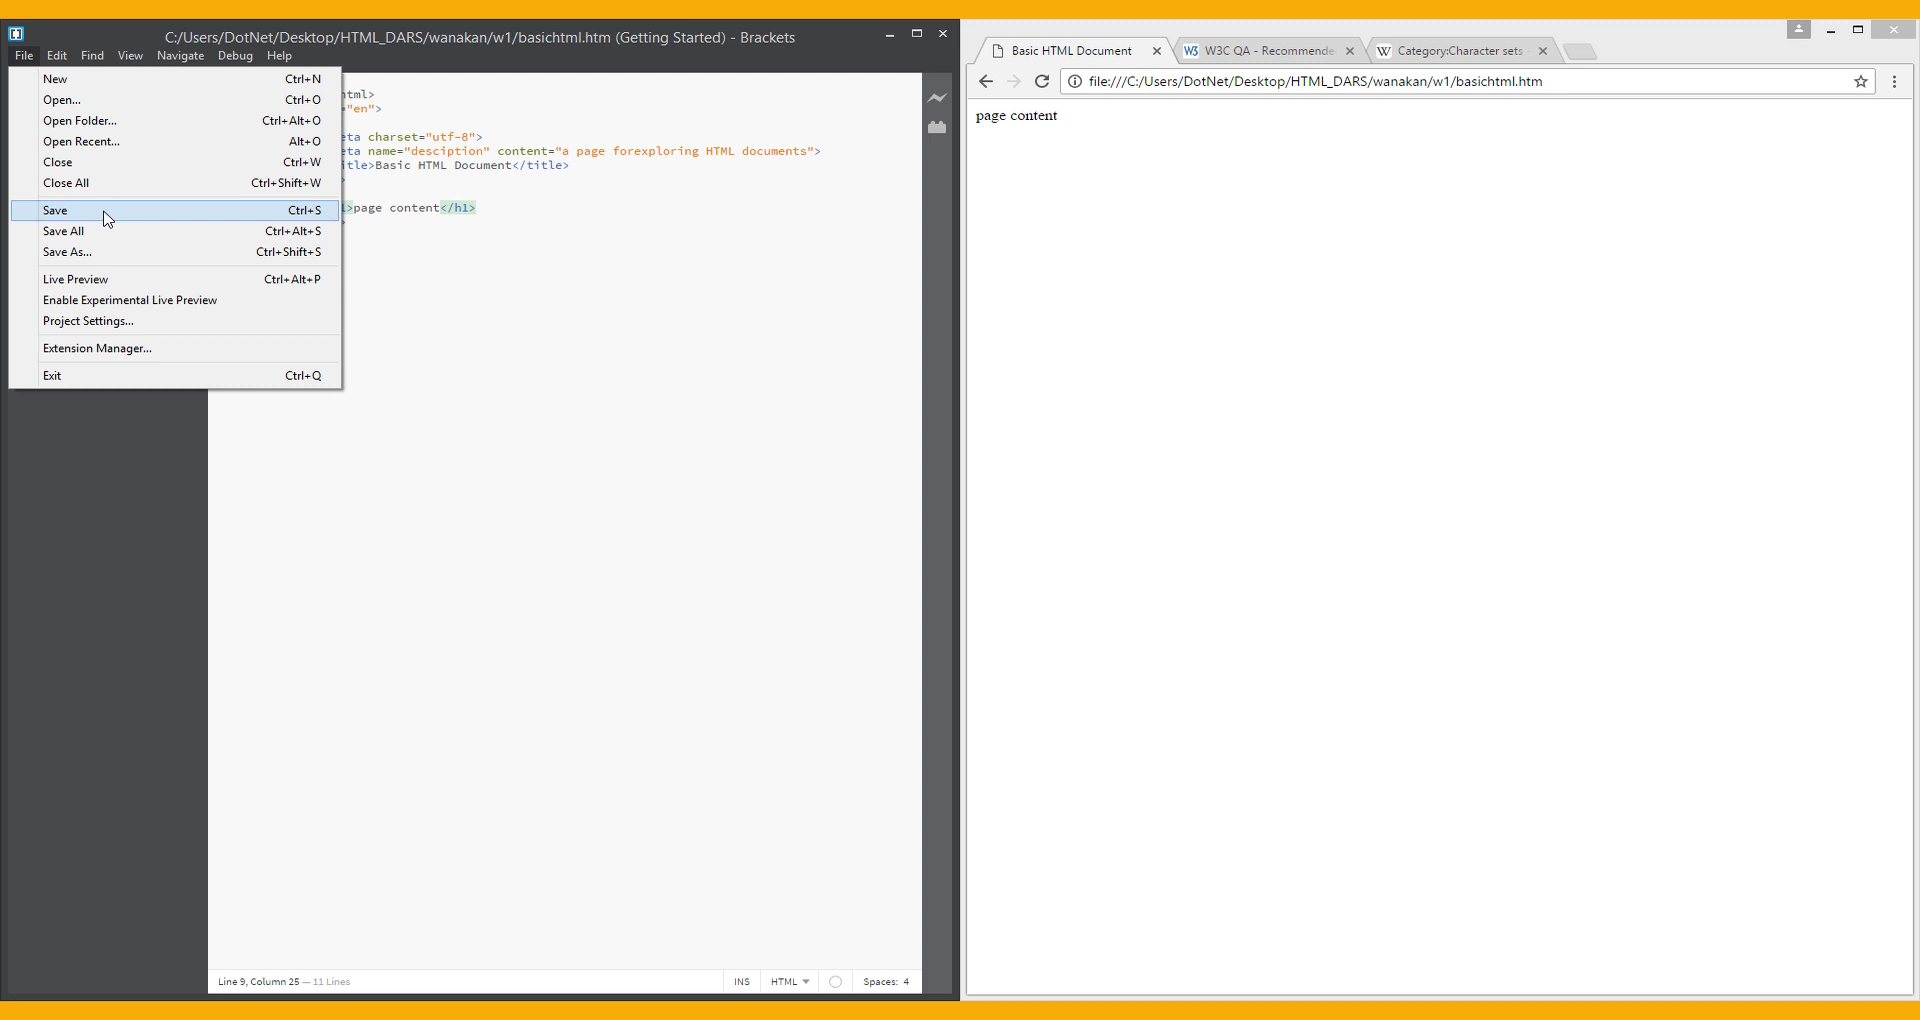 C:/Users/DotNet/Desktop/HTML_DARS/wanakan/w1/basichtml.htm (Getting Started) - Brackets
File Edit Find View Navigate Debug Help
New Ctrl+N
Open... Ctrl+O
Open Folder... Ctrl+Alt+O
Open Recent... Alt+O
Close Ctrl+W
Close All Ctrl+Shift+W
Save Ctrl+S
Save All Ctrl+Alt+S
Save As... Ctrl+Shift+S
Live Preview Ctrl+Alt+P
Enable Experimental Live Preview
Project Settings...
Extension Manager...
Exit Ctrl+Q
html>
="en">
eta charset="utf-8">
eta name="desciption" content="a page forexploring HTML documents">
itle>Basic HTML Document</title>
>
>page content</h1>
>
Line 9, Column 25 — 11 Lines INS HTML Spaces: 4
Basic HTML Document W3C QA - Recommende Category:Character sets -
file:///C:/Users/DotNet/Desktop/HTML_DARS/wanakan/w1/basichtml.htm
page content